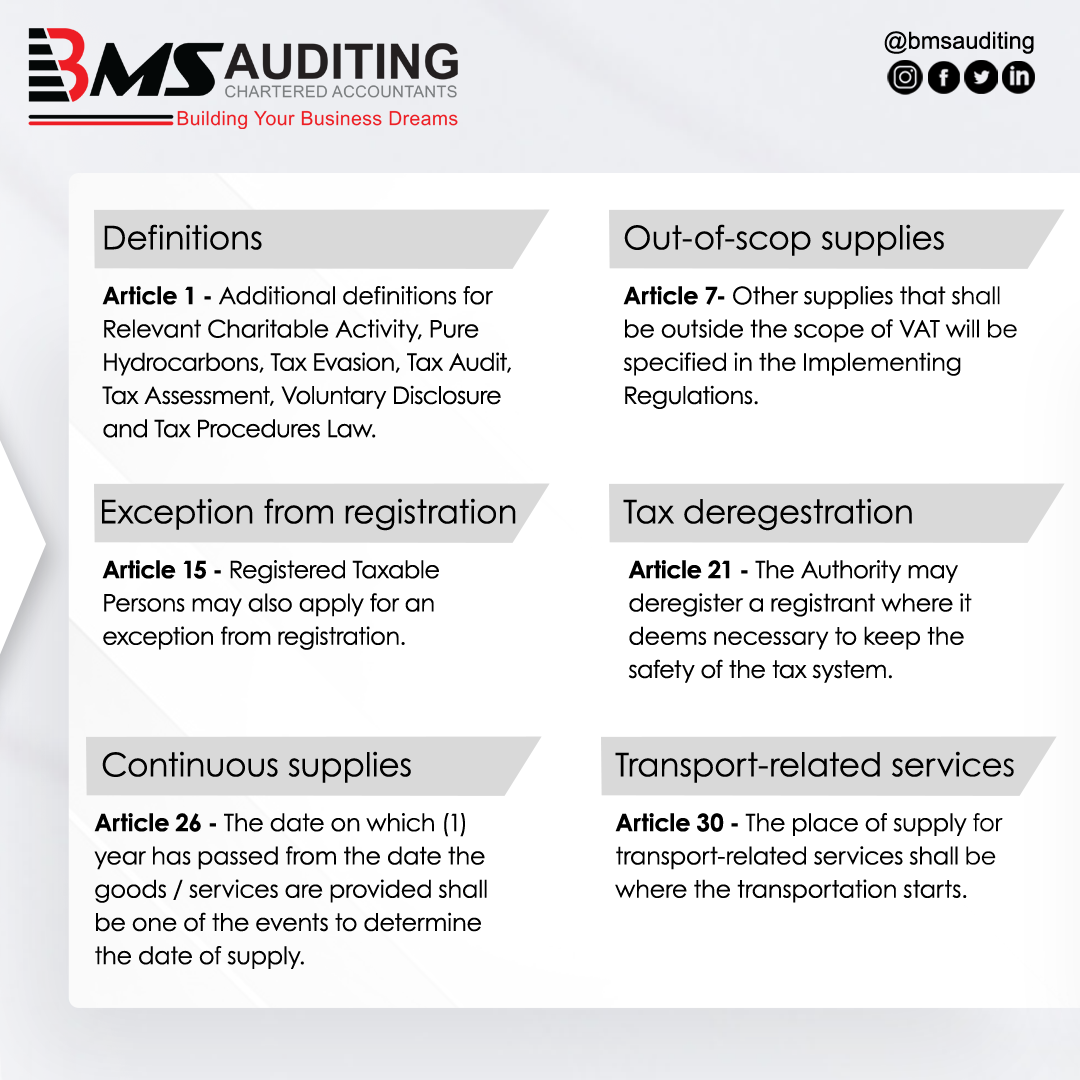 BMS AUDITING
CHARTERED ACCOUNTANTS
Building Your Business Dreams
@bmsauditing
Definitions
Article 1 - Additional definitions for
Relevant Charitable Activity, Pure
Hydrocarbons, Tax Evasion, Tax Audit,
Tax Assessment, Voluntary Disclosure
and Tax Procedures Law.
Out-of-scop supplies
Article 7- Other supplies that shall
be outside the scope of VAT will be
specified in the Implementing
Regulations.
Exception from registration
Article 15 - Registered Taxable
Persons may also apply for an
exception from registration.
Tax deregestration
Article 21 - The Authority may
deregister a registrant where it
deems necessary to keep the
safety of the tax system.
Continuous supplies
Article 26 - The date on which (1)
year has passed from the date the
goods / services are provided shall
be one of the events to determine
the date of supply.
Transport-related services
Article 30 - The place of supply for
transport-related services shall be
where the transportation starts.